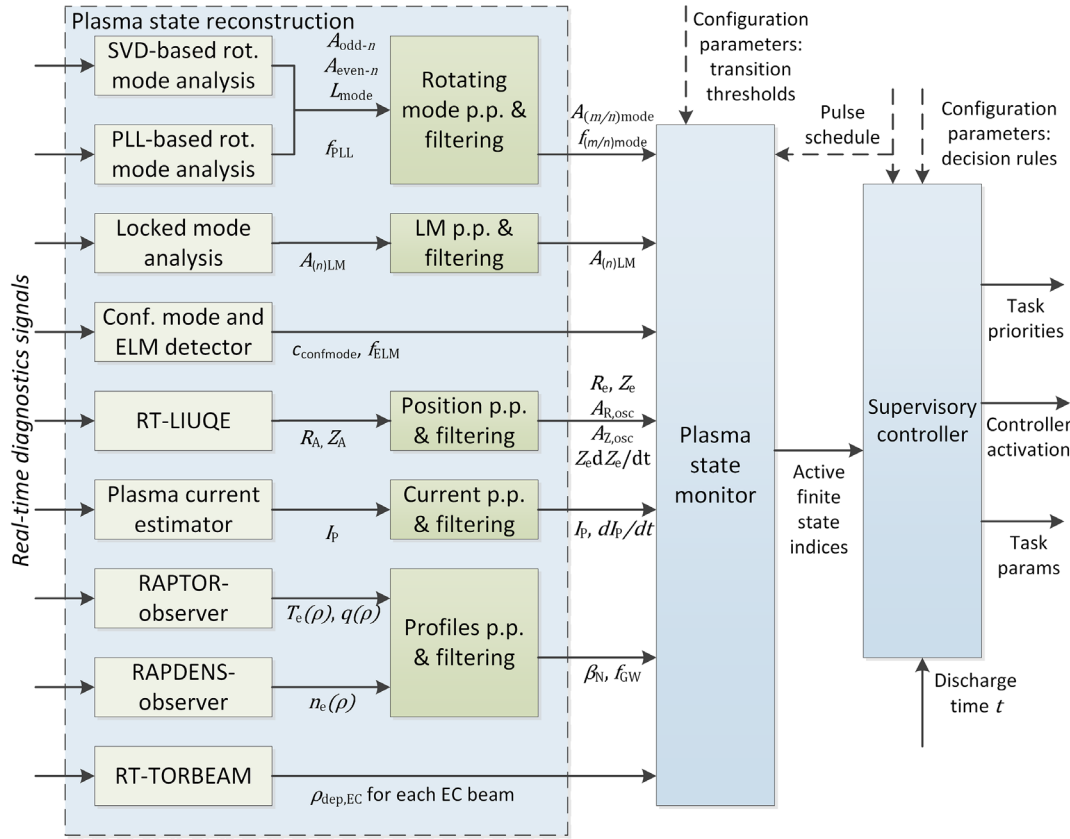 Plasma state reconstruction
Real-time diagnostics signals
SVD-based rot.
mode analysis
PLL-based rot.
mode analysis
A_odd-n
A_even-n
L_mode
f_PLL
Rotating
mode p.p. &
filtering
A_(m/n)mode
f_(m/n)mode
Locked mode
analysis
A_(n)LM
LM p.p. &
filtering
A_(n)LM
Conf. mode and
ELM detector
c_confmode, f_ELM
RT-LIUQE
R_A, Z_A
Position p.p.
& filtering
R_e, Z_e
A_R,osc
A_Z,osc
Z_edZ_e/dt
Plasma current
estimator
I_P
Current p.p.
& filtering
I_P, dI_P/dt
RAPTOR-
observer
T_e(ρ), q(ρ)
RAPDENS-
observer
n_e(ρ)
Profiles p.p.
& filtering
β_N, f_GW
RT-TORBEAM
ρ_dep,EC for each EC beam
Configuration
parameters:
transition
thresholds
Plasma
state
monitor
Pulse
schedule
Configuration
parameters:
decision rules
Active
finite
state
indices
Supervisory
controller
Task
priorities
Controller
activation
Task
params
Discharge
time t